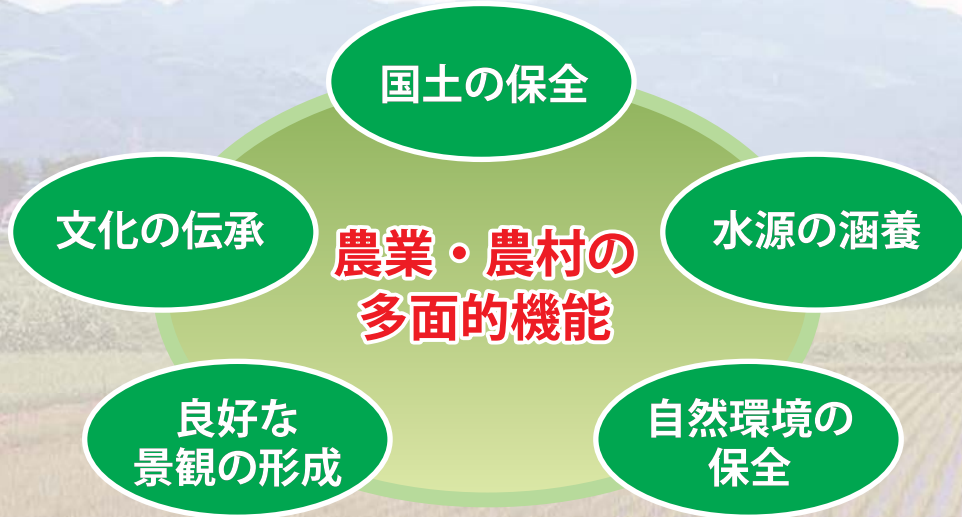 国土の保全
文化の伝承
水源の涵養
農業・農村の
多面的機能
良好な
景観の形成
自然環境の
保全